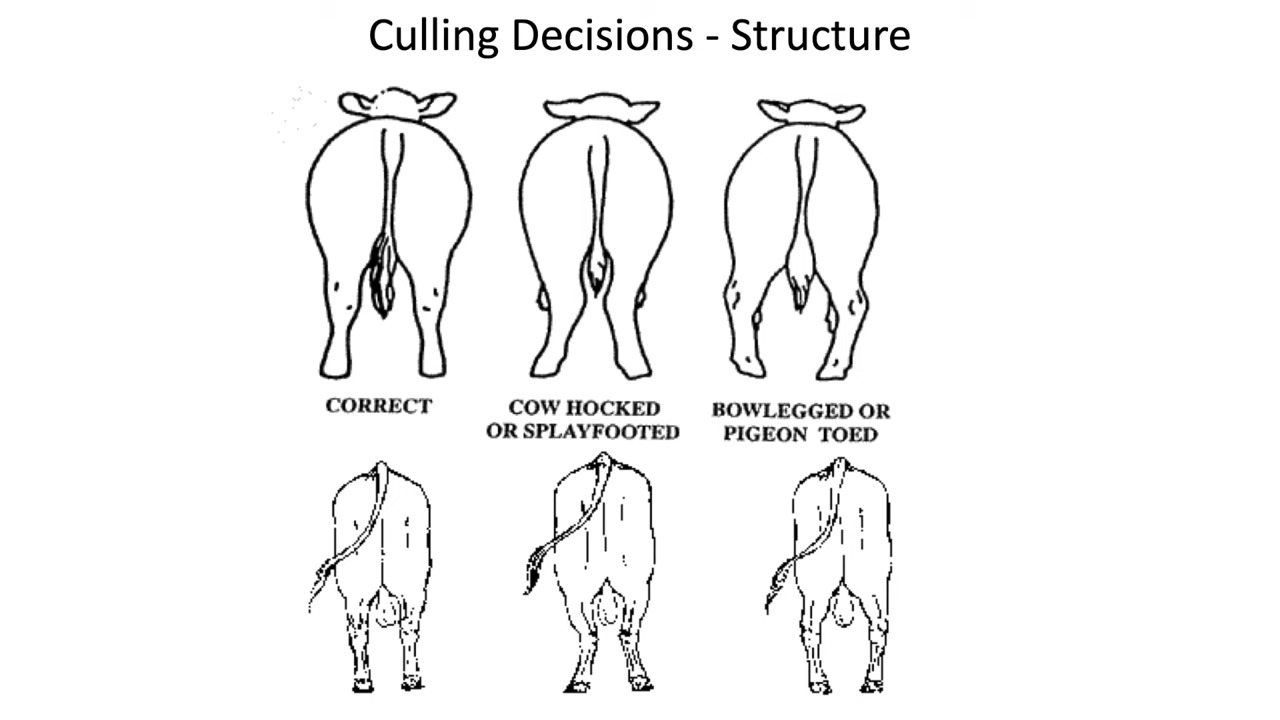 Culling Decisions - Structure
CORRECT
COW HOCKED
OR SPLAYFOOTED
BOWLEGGED OR
PIGEON TOED